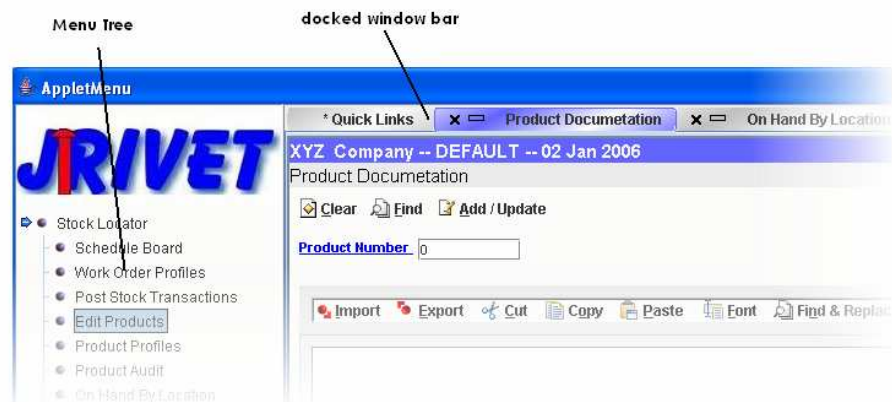 Menu Tree
docked window bar
AppletMenu
JRIVET
* Quick Links
Product Documetation
On Hand By Location
XYZ Company -- DEFAULT -- 02 Jan 2006
Product Documetation
Clear Find Add / Update
Product Number 0
Import Export Cut Copy Paste Font Find & Replac
Stock Locator
Schedule Board
Work Order Profiles
Post Stock Transactions
Edit Products
Product Profiles
Product Audit
On Hand By Location